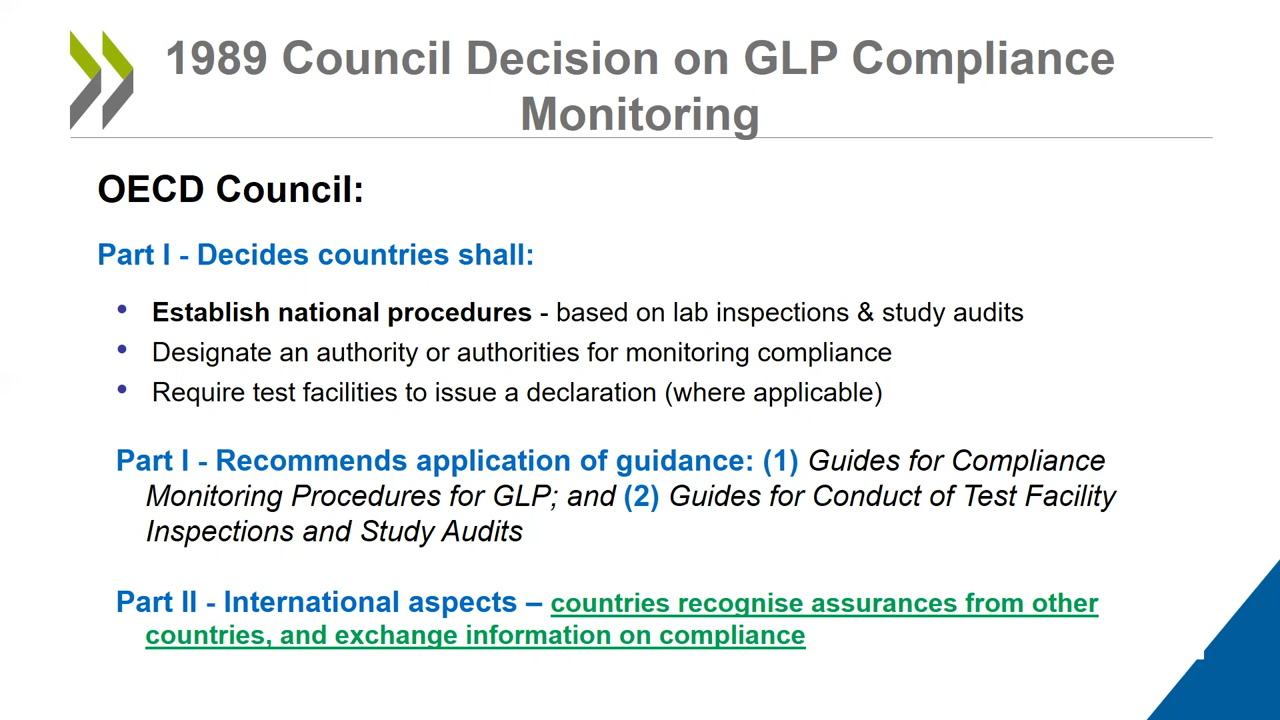 1989 Council Decision on GLP Compliance
Monitoring
OECD Council:
Part I - Decides countries shall:
• Establish national procedures - based on lab inspections & study audits
• Designate an authority or authorities for monitoring compliance
• Require test facilities to issue a declaration (where applicable)
Part I - Recommends application of guidance: (1) Guides for Compliance
Monitoring Procedures for GLP; and (2) Guides for Conduct of Test Facility
Inspections and Study Audits
Part II - International aspects – countries recognise assurances from other
countries, and exchange information on compliance